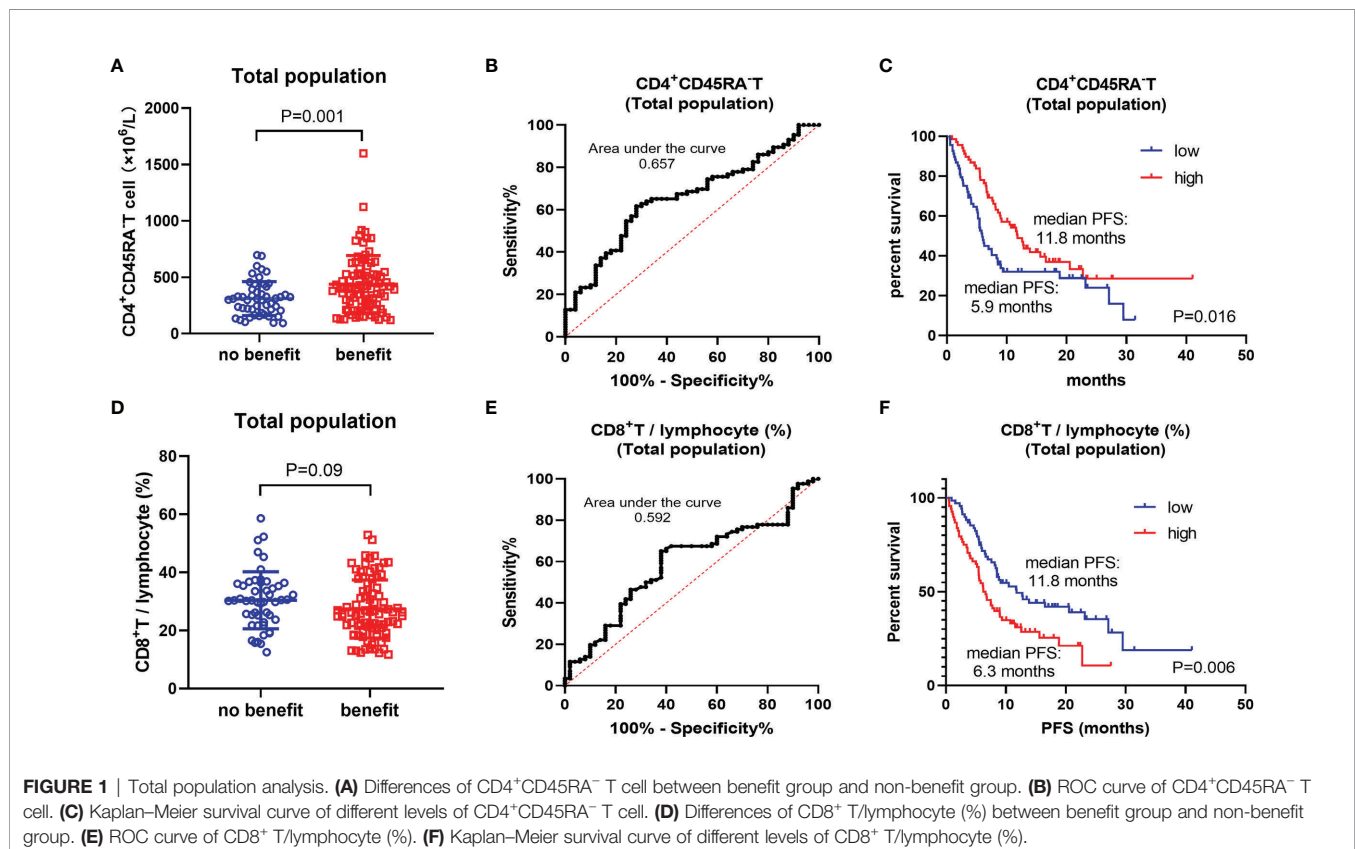 A
Total population
CD4⁺CD45RA⁻T cell (×10⁶/L)
2000
1500
1000
500
0
P=0.001
no benefit
benefit
B
CD4⁺CD45RA⁻T
(Total population)
Sensitivity%
100
80
60
40
20
0
Area under the curve
0.657
0 20 40 60 80 100
100% - Specificity%
C
CD4⁺CD45RA⁻T
(Total population)
percent survival
100
80
60
40
20
0
low
high
median PFS:
11.8 months
median PFS:
5.9 months
P=0.016
0 10 20 30 40 50
months
D
Total population
CD8⁺T / lymphocyte (%)
80
60
40
20
0
P=0.09
no benefit
benefit
E
CD8⁺T / lymphocyte (%)
(Total population)
Sensitivity%
100
80
60
40
20
0
Area under the curve
0.592
0 20 40 60 80 100
100% - Specificity%
F
CD8⁺T / lymphocyte (%)
(Total population)
Percent survival
100
80
60
40
20
0
low
high
median PFS:
11.8 months
median PFS:
6.3 months
P=0.006
0 10 20 30 40 50
PFS (months)
FIGURE 1 | Total population analysis. (A) Differences of CD4⁺CD45RA⁻ T cell between benefit group and non-benefit group. (B) ROC curve of CD4⁺CD45RA⁻ T
cell. (C) Kaplan–Meier survival curve of different levels of CD4⁺CD45RA⁻ T cell. (D) Differences of CD8⁺ T/lymphocyte (%) between benefit group and non-benefit
group. (E) ROC curve of CD8⁺ T/lymphocyte (%). (F) Kaplan–Meier survival curve of different levels of CD8⁺ T/lymphocyte (%).